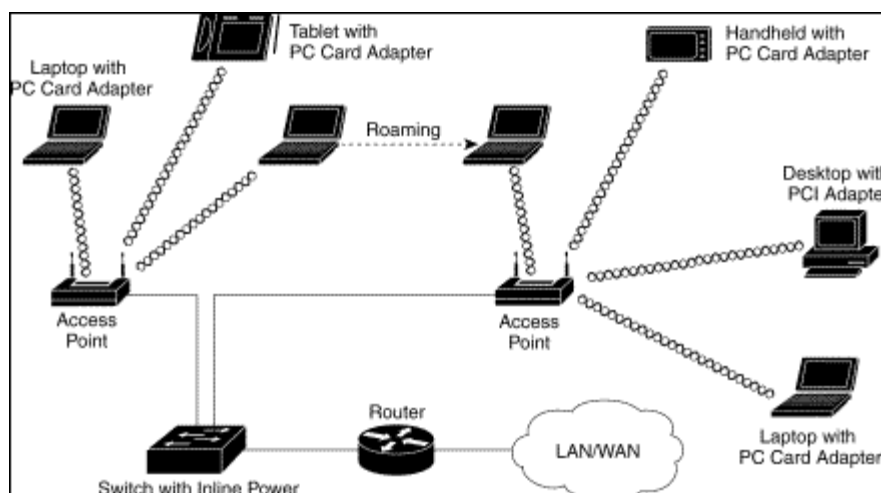 Tablet with
PC Card Adapter
Handheld with
PC Card Adapter
Laptop with
PC Card Adapter
Roaming
Desktop with
PCI Adapte
Access
Point
Access
Point
Router
LAN/WAN
Laptop with
PC Card Adapter
Switch with Inline Power